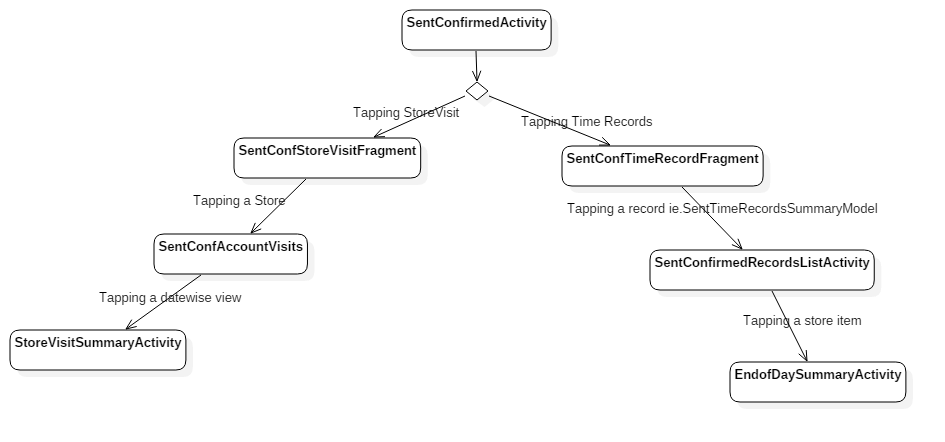 SentConfirmedActivity
Tapping StoreVisit
Tapping Time Records
SentConfStoreVisitFragment
SentConfTimeRecordFragment
Tapping a Store
Tapping a record ie.SentTimeRecordsSummaryModel
SentConfAccountVisits
SentConfirmedRecordsListActivity
Tapping a datewise view
Tapping a store item
StoreVisitSummaryActivity
EndofDaySummaryActivity